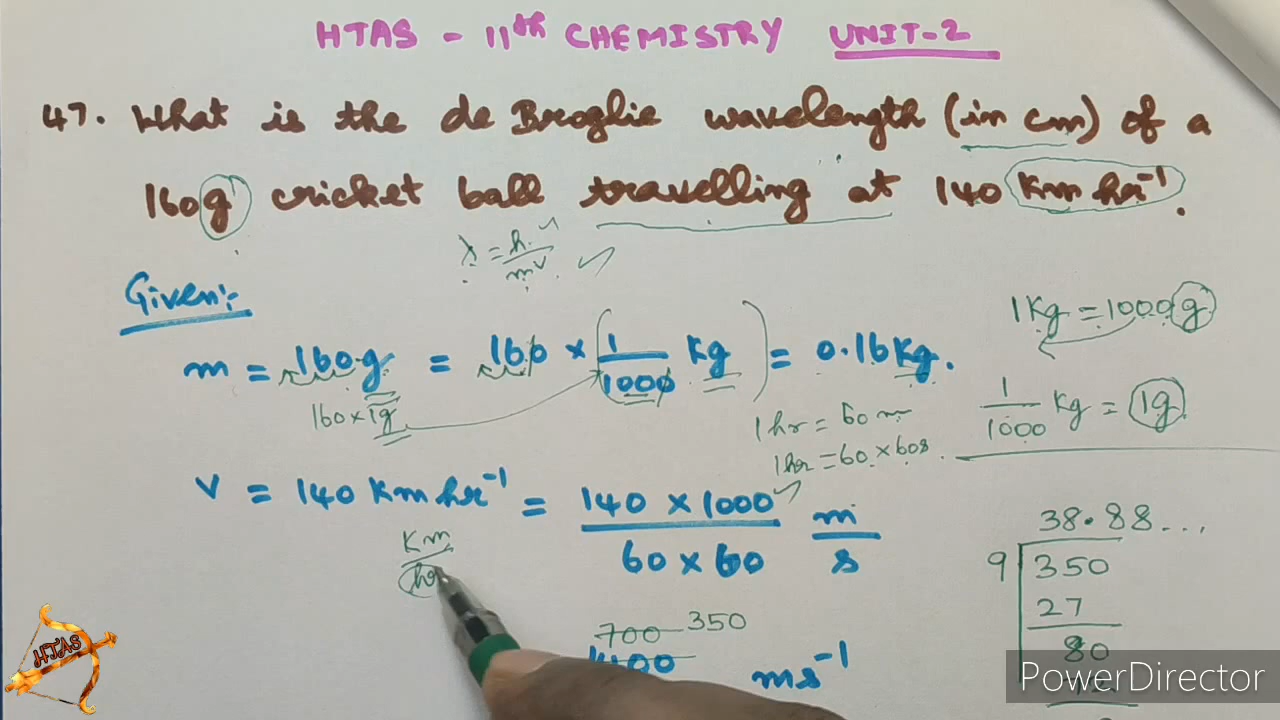 HTAS - 11th CHEMISTRY UNIT-2
47. What is the de Broglie wavelength (in cm) of a
160g cricket ball travelling at 140 Km hr⁻¹.
λ = h/mv
Given:-
m = 160g = 160 × 1/1000 Kg = 0.16Kg.
160 × 1g
1Kg = 1000g
1/1000 Kg = 1g
1hr = 60m
1hr = 60 × 60s
V = 140 Km hr⁻¹ = 140 × 1000 / 60 × 60 m/s
Km/hr
700 350
ms⁻¹
38.88...
9 350
27
80
HTAS
PowerDirector